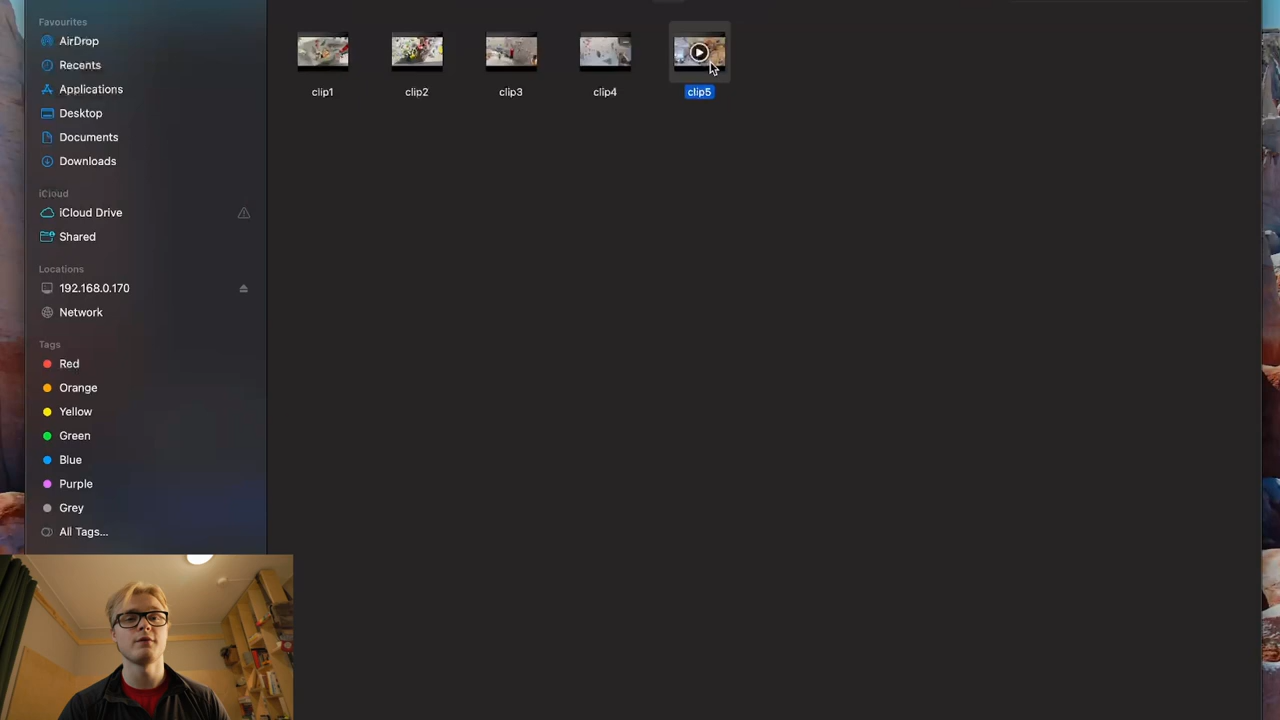 Favourites
AirDrop
Recents
Applications
Desktop
Documents
Downloads
iCloud
iCloud Drive
Shared
Locations
192.168.0.170
Network
Tags
Red
Orange
Yellow
Green
Blue
Purple
Grey
All Tags...
clip1
clip2
clip3
clip4
clip5